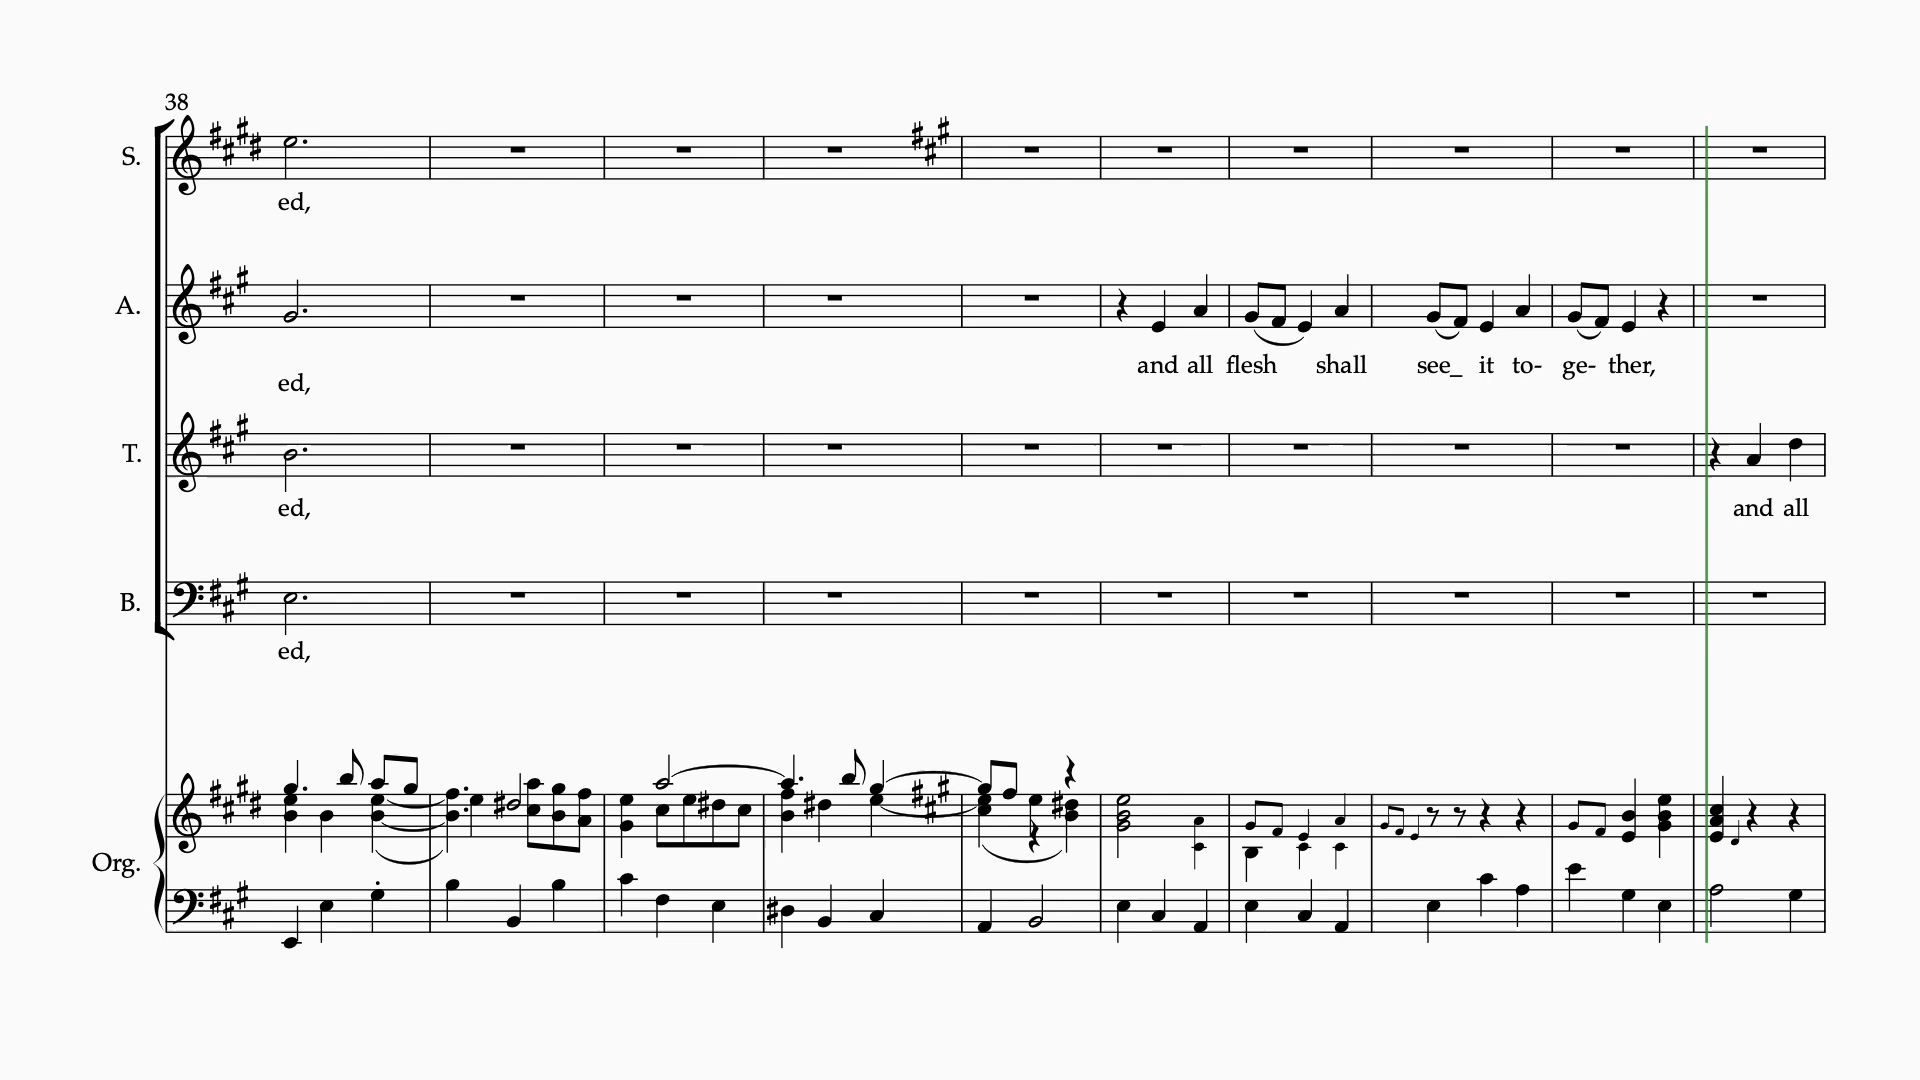 38
S.
ed,
A.
and all flesh shall see_ it to- ge- ther,
ed,
T.
ed,
and all
B.
ed,
Org.